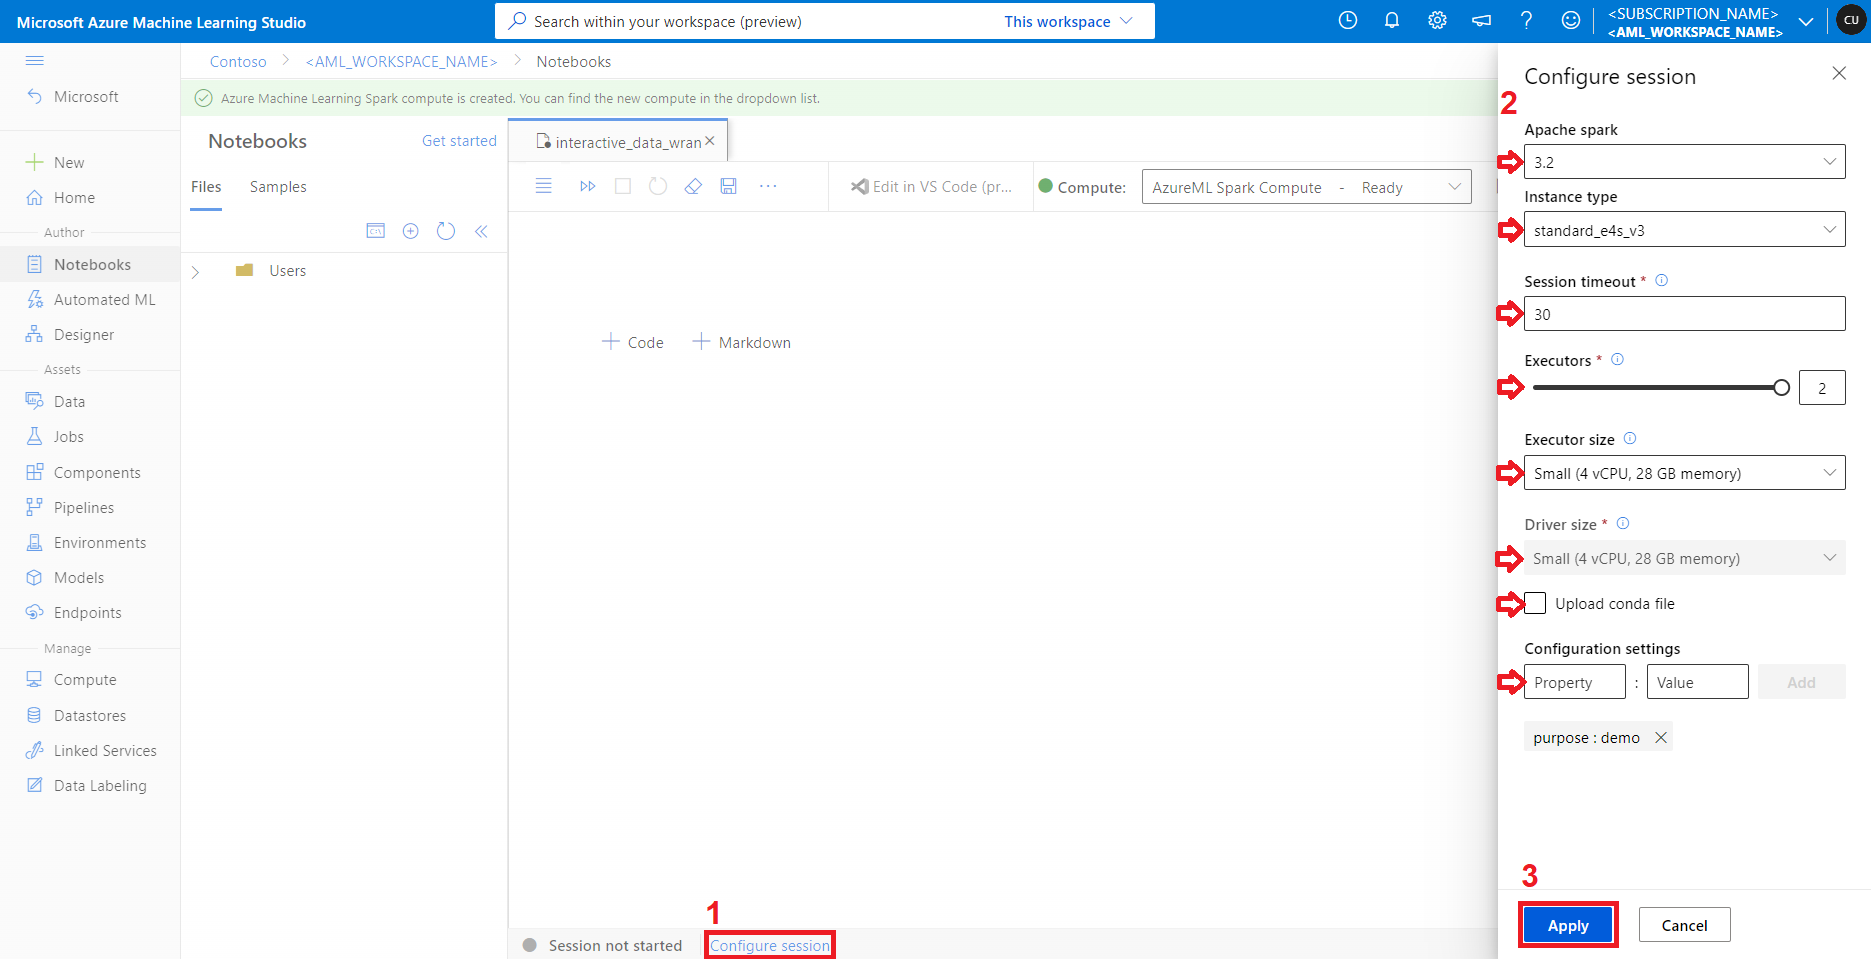 Microsoft Azure Machine Learning Studio
Search within your workspace (preview)
This workspace
<SUBSCRIPTION_NAME>
<AML_WORKSPACE_NAME>
CU
Microsoft
New
Home
Author
Notebooks
Automated ML
Designer
Assets
Data
Jobs
Components
Pipelines
Environments
Models
Endpoints
Manage
Compute
Datastores
Linked Services
Data Labeling
Contoso > <AML_WORKSPACE_NAME> > Notebooks
Azure Machine Learning Spark compute is created. You can find the new compute in the dropdown list.
Notebooks
Get started
Files
Samples
Users
interactive_data_wran
Edit in VS Code (pr...
Compute:
AzureML Spark Compute - Ready
+ Code
+ Markdown
1
Session not started
Configure session
Configure session
2
Apache spark
3.2
Instance type
standard_e4s_v3
Session timeout *
30
Executors *
2
Executor size
Small (4 vCPU, 28 GB memory)
Driver size *
Small (4 vCPU, 28 GB memory)
Upload conda file
Configuration settings
Property : Value
Add
purpose : demo
3
Apply
Cancel